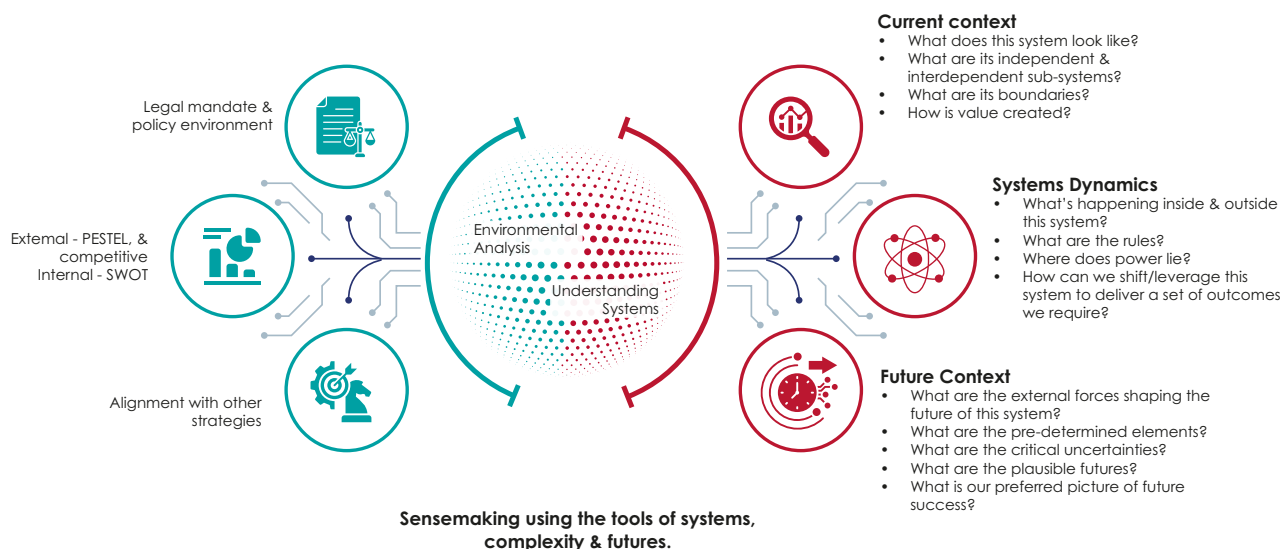 Legal mandate &
policy environment
External - PESTEL, &
competitive
Internal - SWOT
Alignment with other
strategies
Environmental
Analysis
Understanding
Systems
Current context
• What does this system look like?
• What are its independent &
interdependent sub-systems?
• What are its boundaries?
• How is value created?
Systems Dynamics
• What's happening inside & outside
this system?
• What are the rules?
• Where does power lie?
• How can we shift/leverage this
system to deliver a set of outcomes
we require?
Future Context
• What are the external forces shaping the
future of this system?
• What are the pre-determined elements?
• What are the critical uncertainties?
• What are the plausible futures?
• What is our preferred picture of future
success?
Sensemaking using the tools of systems,
complexity & futures.